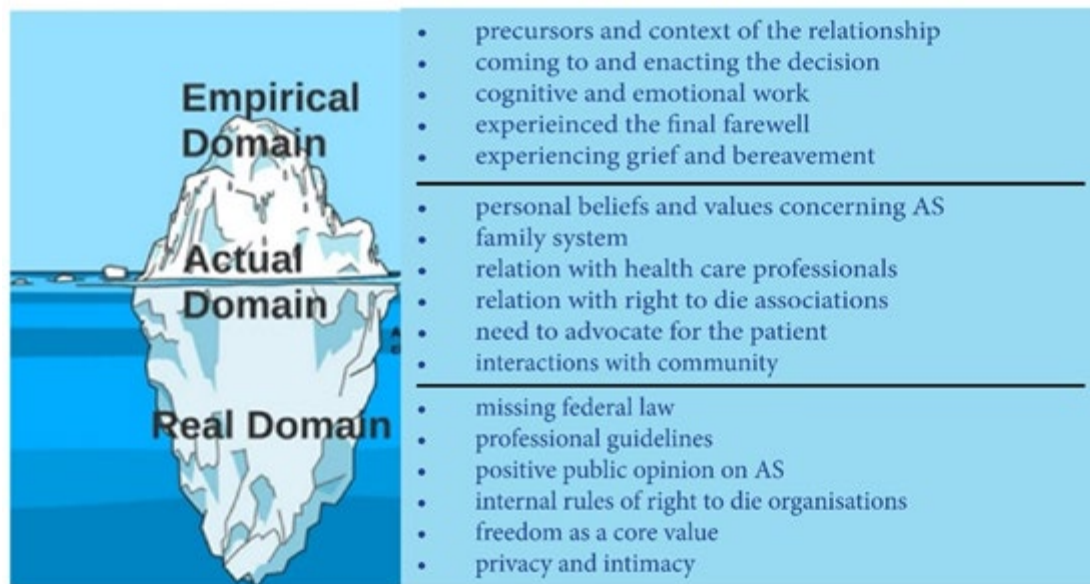 Empirical
Domain
Actual
Domain
Real Domain
• precursors and context of the relationship
• coming to and enacting the decision
• cognitive and emotional work
• experieinced the final farewell
• experiencing grief and bereavement
• personal beliefs and values concerning AS
• family system
• relation with health care professionals
• relation with right to die associations
• need to advocate for the patient
• interactions with community
• missing federal law
• professional guidelines
• positive public opinion on AS
• internal rules of right to die organisations
• freedom as a core value
• privacy and intimacy